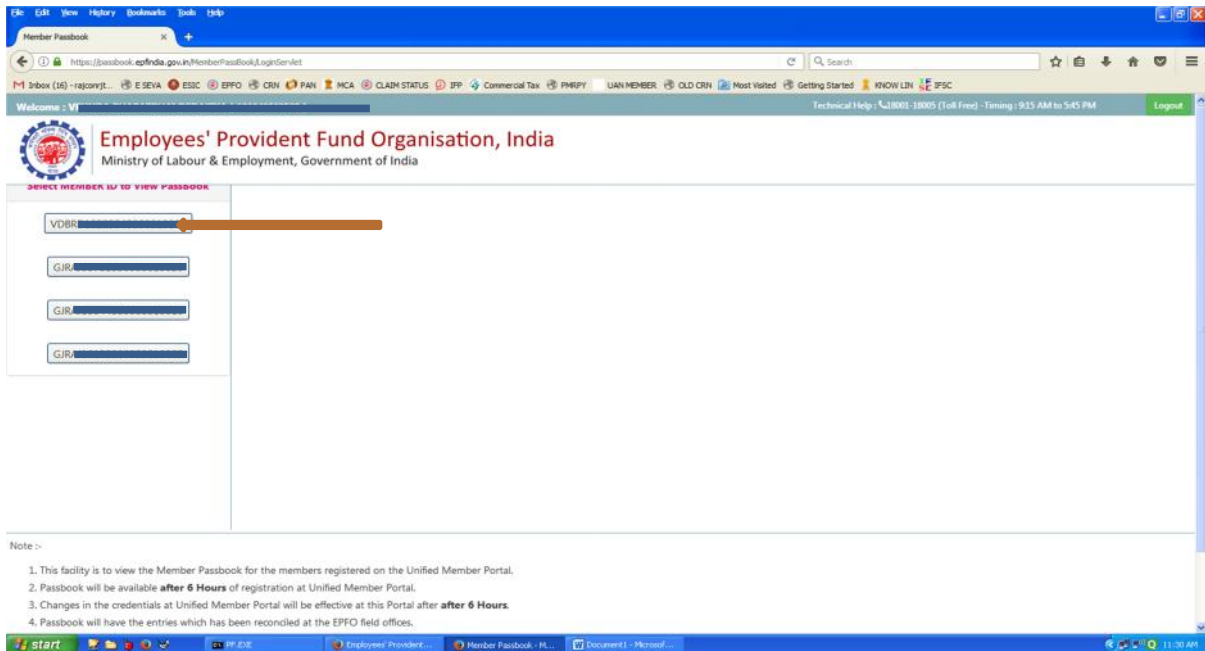 File Edit View History Bookmarks Tools Help
Member Passbook × +
https://passbook.epfindia.gov.in/MemberPassBook/LoginServlet
Search
Inbox (16) - rajconrjt... E SEVA ESIC EPFO CRN PAN MCA CLAIM STATUS IFP Commercial Tax PMRPY UAN MEMBER OLD CRN Most Visited Getting Started KNOW LIN IFSC
Welcome : Technical Help : 18001-18005 (Toll Free) -Timing : 9:15 AM to 5:45 PM Logout
Employees' Provident Fund Organisation, India
Ministry of Labour & Employment, Government of India
Select MEMBER ID to View PassBook
VDBR
GJRA
GJRA
GJRA
Note :-
1. This facility is to view the Member Passbook for the members registered on the Unified Member Portal.
2. Passbook will be available after 6 Hours of registration at Unified Member Portal.
3. Changes in the credentials at Unified Member Portal will be effective at this Portal after after 6 Hours.
4. Passbook will have the entries which has been reconciled at the EPFO field offices.
start Employees' Provident... Member Passbook - M... Document1 - Microsof... 11:30 AM